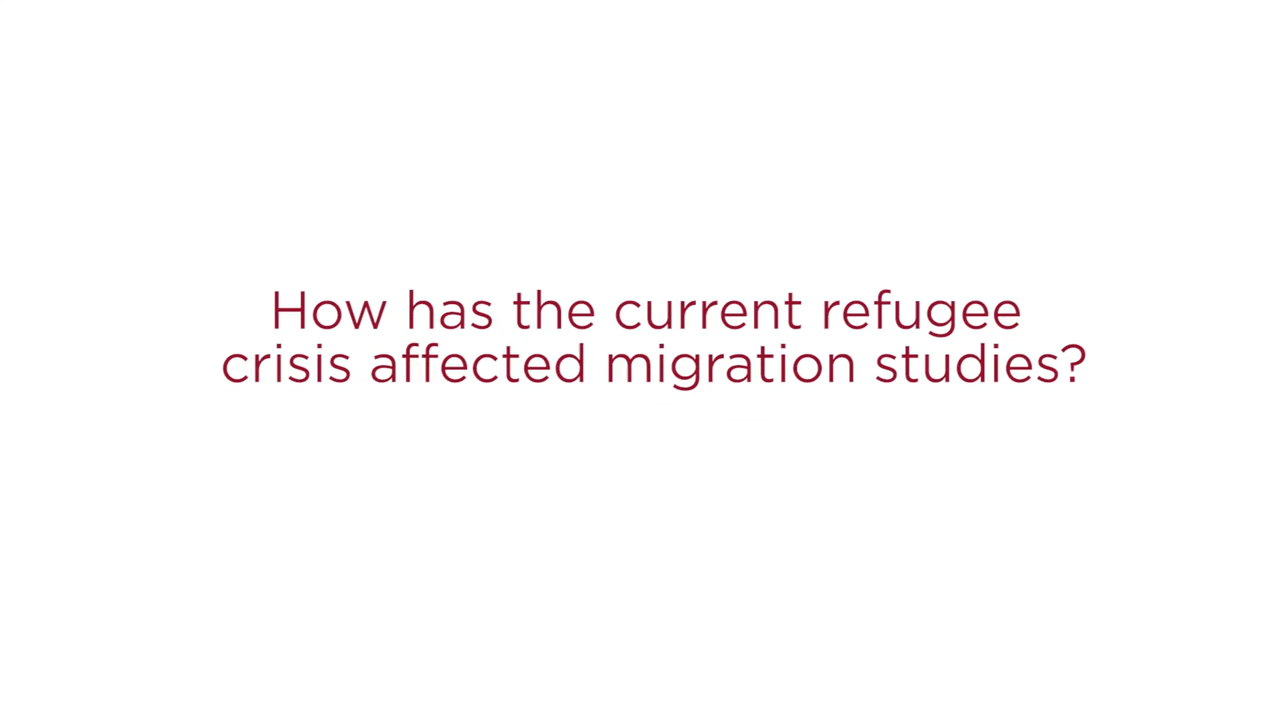 How has the current refugee
crisis affected migration studies?